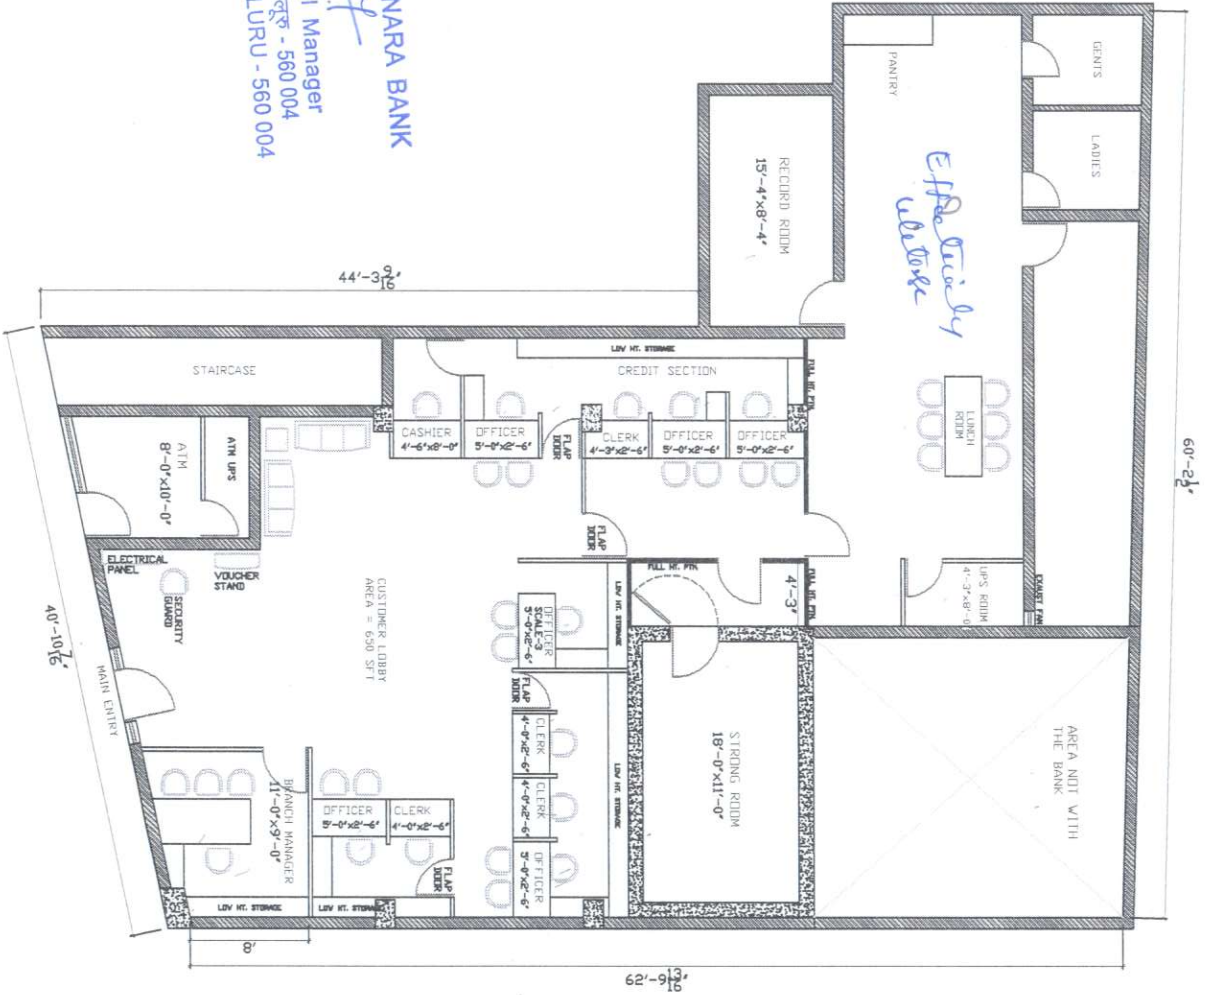 NARA BANK
l Manager
- 560 004
LURU - 560 004
GENTS
LADIES
PANTRY
RECORD ROOM
15'-4"x8'-4"
60'-2 1/2"
44'-3 9/16"
LUNCH
ROOM
FULL HT. PTN.
LOW HT. STORAGE
CREDIT SECTION
STAIRCASE
CASHIER
4'-6"x8'-0"
OFFICER
5'-0"x2'-6"
FLAP
DOOR
CLERK
4'-3"x2'-6"
OFFICER
5'-0"x2'-6"
OFFICER
5'-0"x2'-6"
ATM UPS
ATM
8'-0"x10'-0"
FLAP
DOOR
ELECTRICAL
PANEL
VOUCHER
STAND
SECURITY
GUARD
FULL HT. PTN.
4'-3"
FULL HT. PTN.
UPS ROOM
4'-3"x8'-0
EXAUST FAN
CUSTOMER LOBBY
AREA = 650 SFT
OFFICER
SCALE-3
5'-0"x2'-6"
LOW HT. STORAGE
40'-10 7/16"
MAIN ENTRY
FLAP
DOOR
CLERK
4'-0"x2'-6"
CLERK
4'-0"x2'-6"
OFFICER
5'-0"x2'-6"
LOW HT. STORAGE
STRONG ROOM
18'-0"x11'-0"
AREA NOT WITH
THE BANK
BRANCH MANAGER
11'-0"x9'-0"
OFFICER
5'-0"x2'-6"
CLERK
4'-0"x2'-6"
FLAP
DOOR
LOW HT. STORAGE
LOW HT. STORAGE
8'
62'-9 13/16"